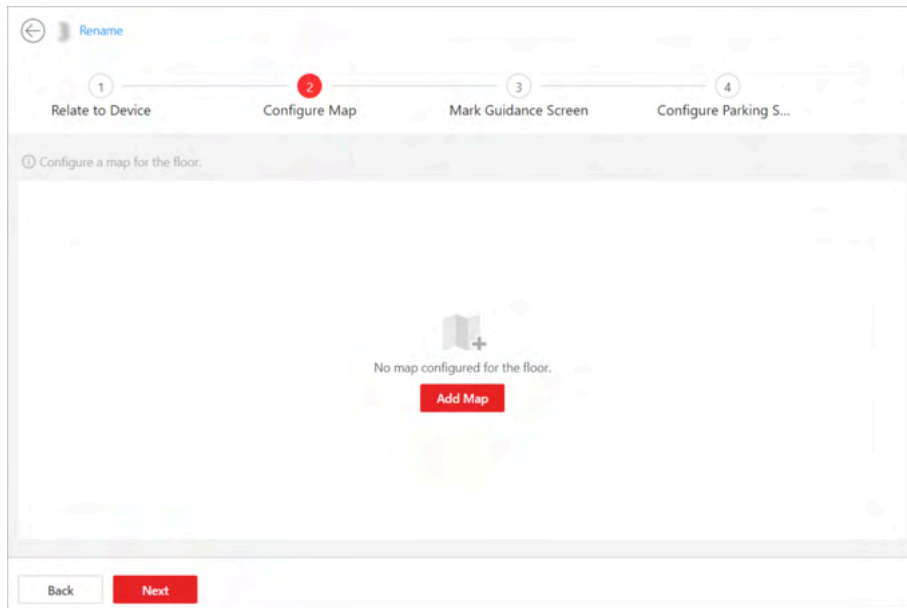 Rename
1
2
3
4
Relate to Device
Configure Map
Mark Guidance Screen
Configure Parking S...
Configure a map for the floor.
No map configured for the floor.
Add Map
Back
Next